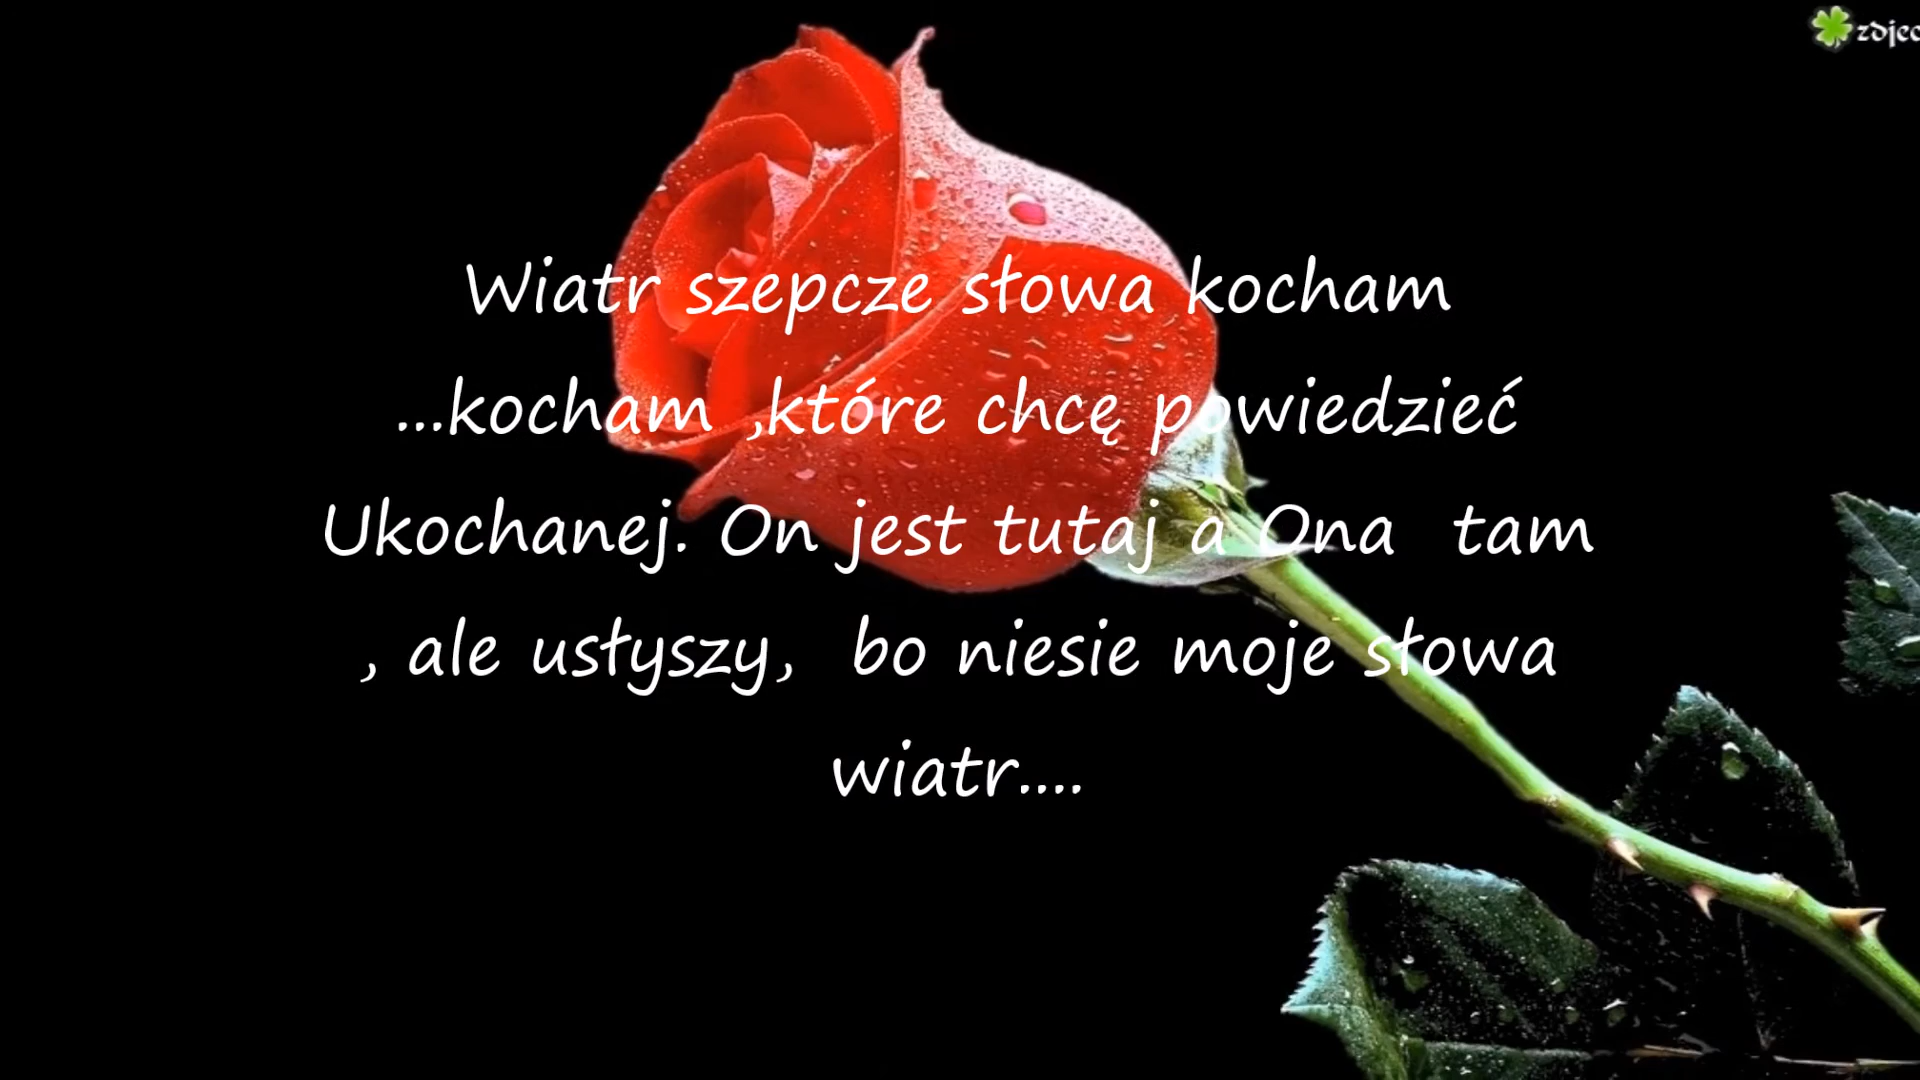 zdjec
Wiatr szepcze słowa kocham
...kocham ,które chcę powiedzieć
Ukochanej. On jest tutaj a Ona tam
, ale usłyszy, bo niesie moje słowa
wiatr....